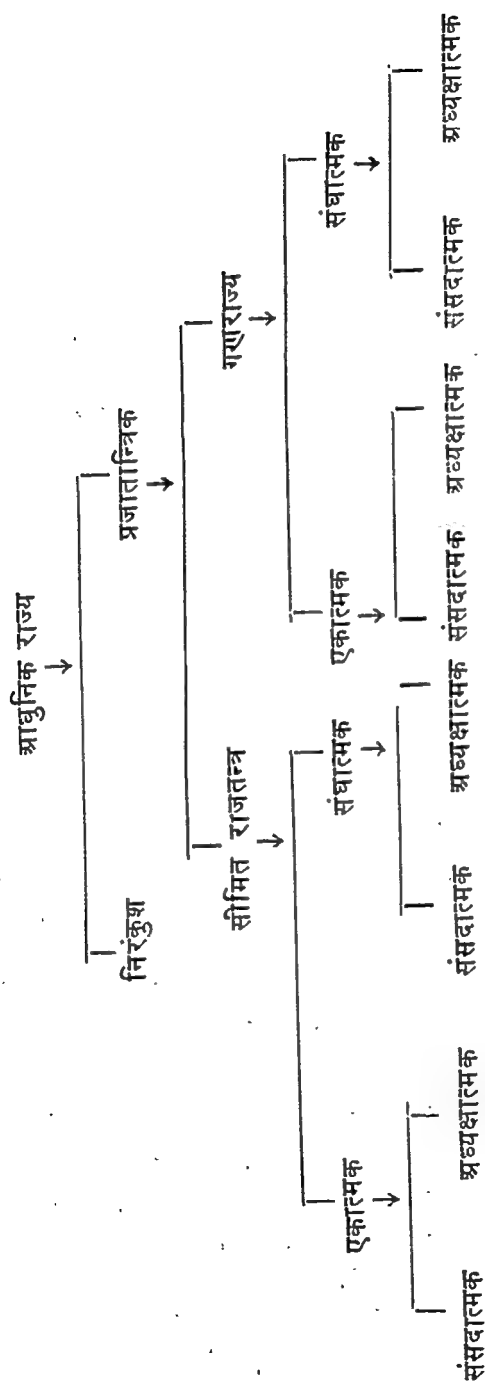 आधुनिक राज्य
निरंकुश प्रजातान्त्रिक
सीमित राजतन्त्र गणराज्य
एकात्मक संघात्मक एकात्मक संघात्मक
संसदात्मक अध्यक्षात्मक संसदात्मक अध्यक्षात्मक संसदात्मक अध्यक्षात्मक संसदात्मक अध्यक्षात्मक